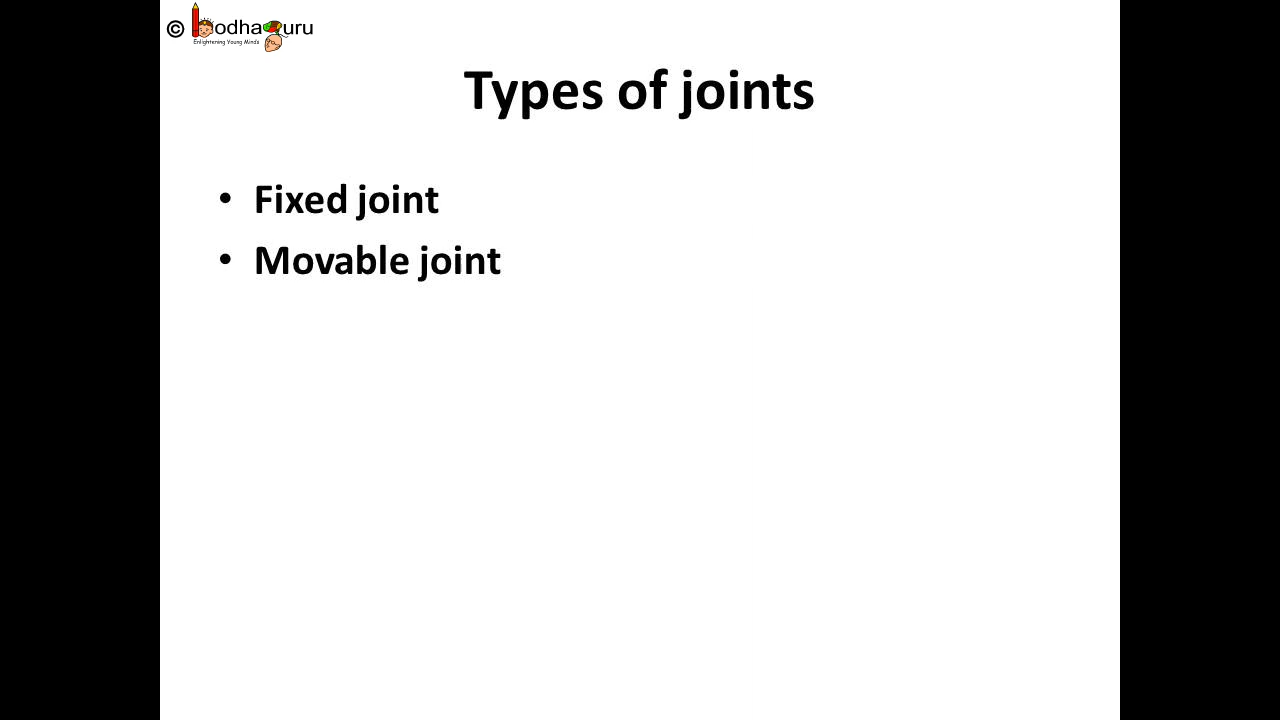 © BodhaGuru
Enlightening Young Minds
Types of joints
• Fixed joint
• Movable joint